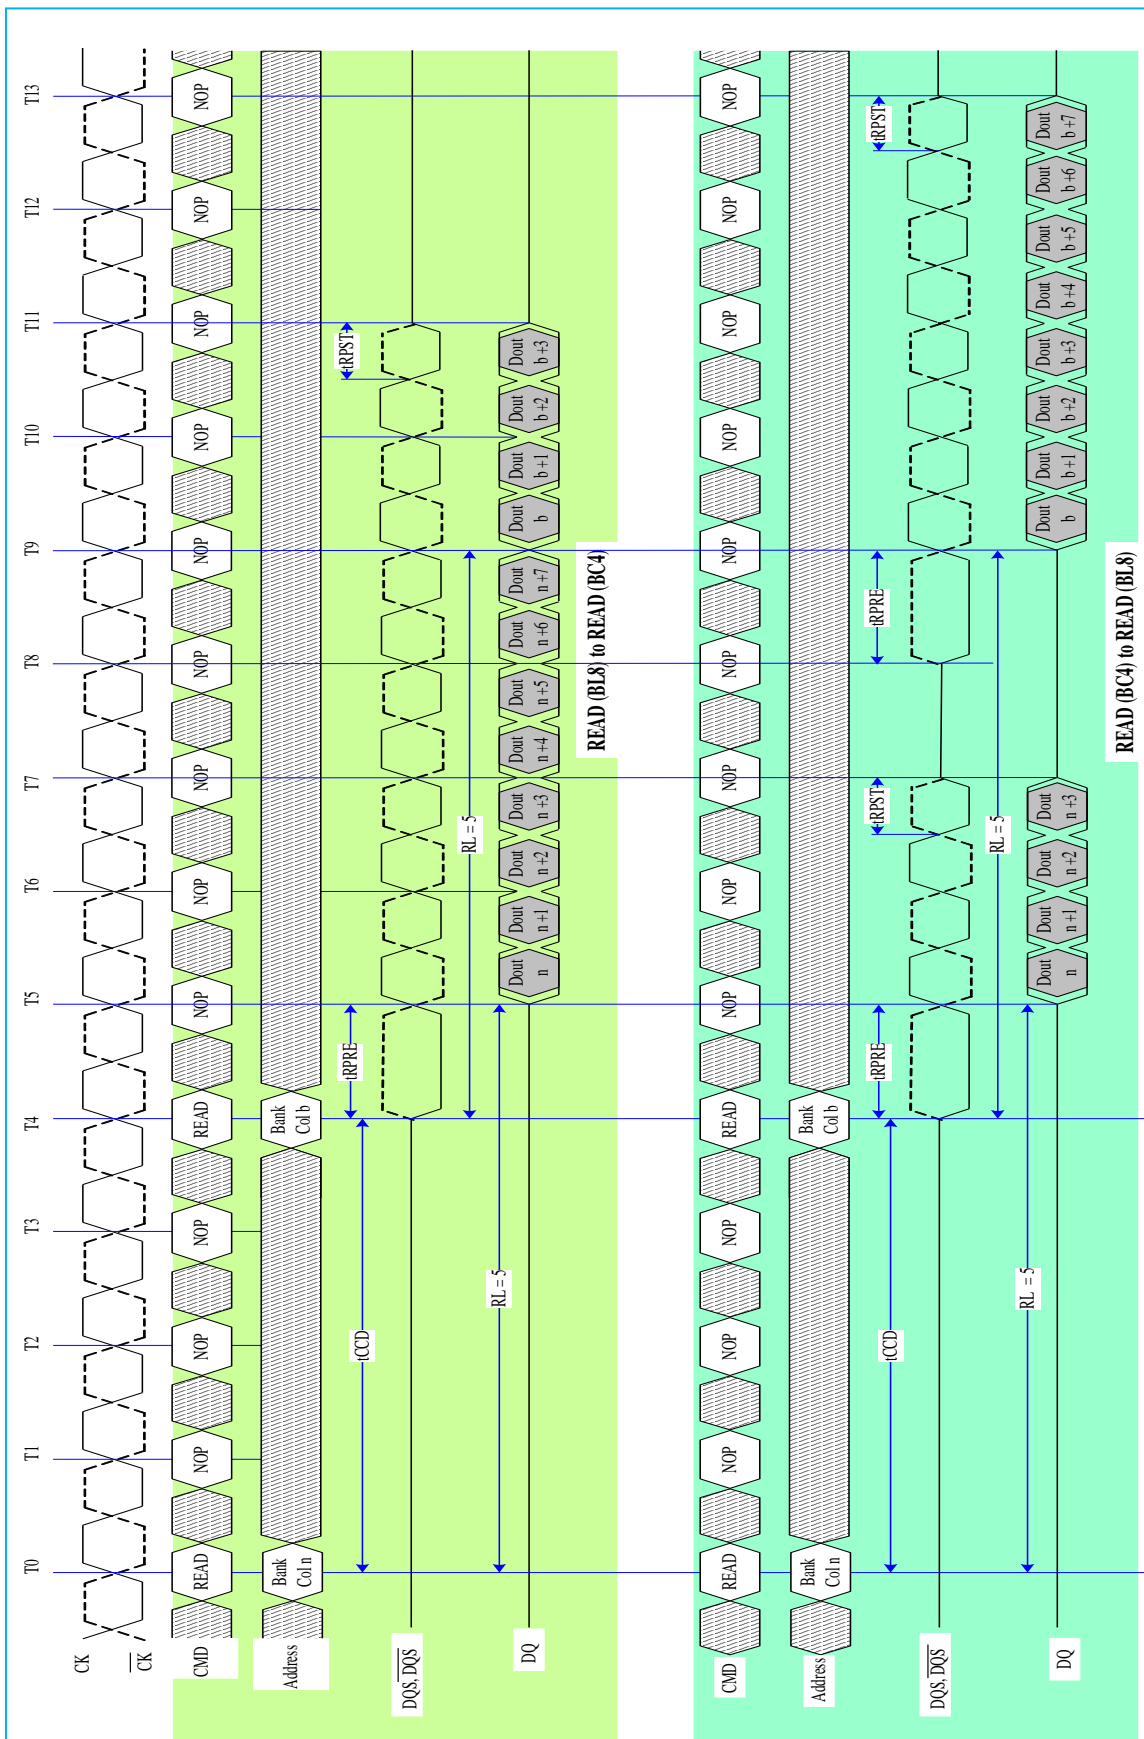 T0 T1 T2 T3 T4 T5 T6 T7 T8 T9 T10 T11 T12 T13
CK
CK
CMD READ NOP NOP NOP READ NOP NOP NOP NOP NOP NOP NOP NOP NOP
Address Bank Col n Bank Col b
tCCD tRPRE tRPST
DQS, DQS
RL = 5
RL = 5
DQ Dout n Dout n+1 Dout n+2 Dout n+3 Dout n+4 Dout n+5 Dout n+6 Dout n+7 Dout b Dout b+1 Dout b+2 Dout b+3
READ (BL8) to READ (BC4)
CMD READ NOP NOP NOP READ NOP NOP NOP NOP NOP NOP NOP NOP NOP
Address Bank Col n Bank Col b
tCCD tRPRE tRPST tRPRE tRPST
DQS, DQS
RL = 5
RL = 5
DQ Dout n Dout n+1 Dout n+2 Dout n+3 Dout b Dout b+1 Dout b+2 Dout b+3 Dout b+4 Dout b+5 Dout b+6 Dout b+7
READ (BC4) to READ (BL8)